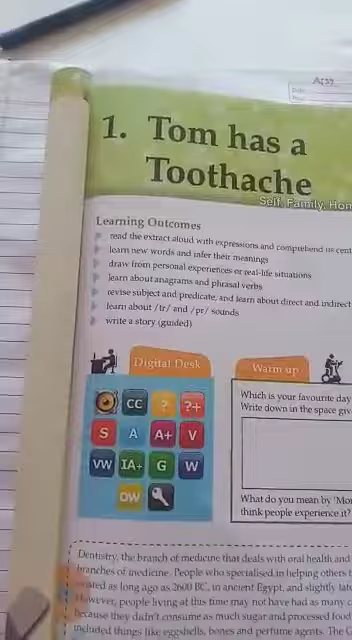 1. Tom has a
Toothache
Self, Family, Hom
Learning Outcomes
read the extract aloud with expressions and comprehend its cent
learn new words and infer their meanings
draw from personal experiences or real-life situations
learn about anagrams and phrasal verbs
revise subject and predicate, and learn about direct and indirect
learn about /tr/ and /pr/ sounds
write a story (guided)
Digital Desk
CC ? ?+
S A A+ V
VW IA+ G W
DW
Warm up
Which is your favourite day
Write down in the space giv
What do you mean by 'Mo
think people experience it?
Dentistry, the branch of medicine that deals with oral health and
branches of medicine. People who specialised in helping others t
existed as long ago as 2600 BC, in ancient Egypt, and slightly late
However, people living at this time may not have had as many c
because they didn't consume as much sugar and processed food
included things like eggshells, bones and perfuming agents. The